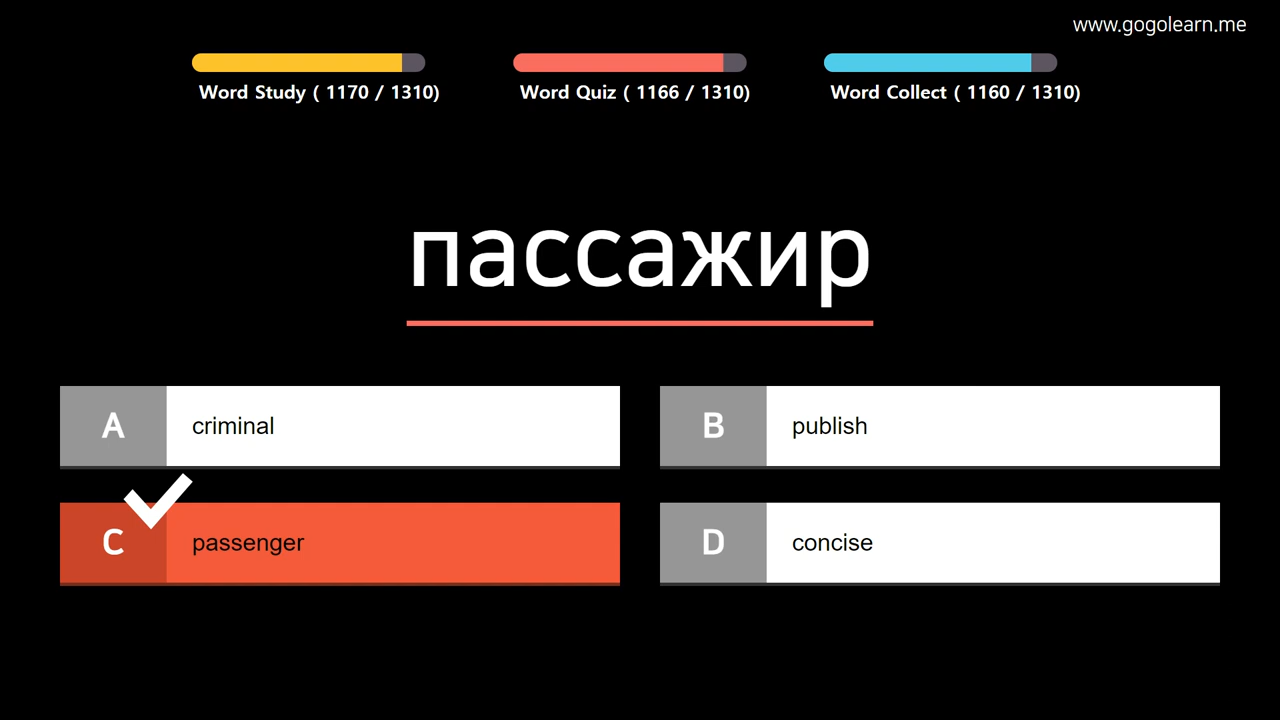 www.gogolearn.me
Word Study ( 1170 / 1310)
Word Quiz ( 1166 / 1310)
Word Collect ( 1160 / 1310)
пассажир
A criminal
B publish
C passenger
D concise